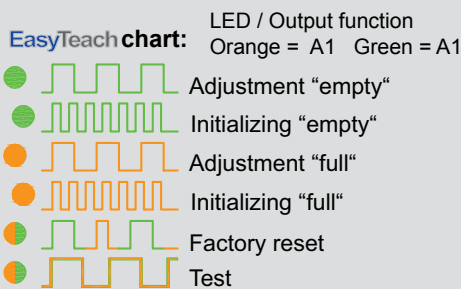 LED / Output function
EasyTeach chart: Orange = A1 Green = A1
Adjustment “empty“
Initializing “empty“
Adjustment “full“
Initializing “full“
Factory reset
Test